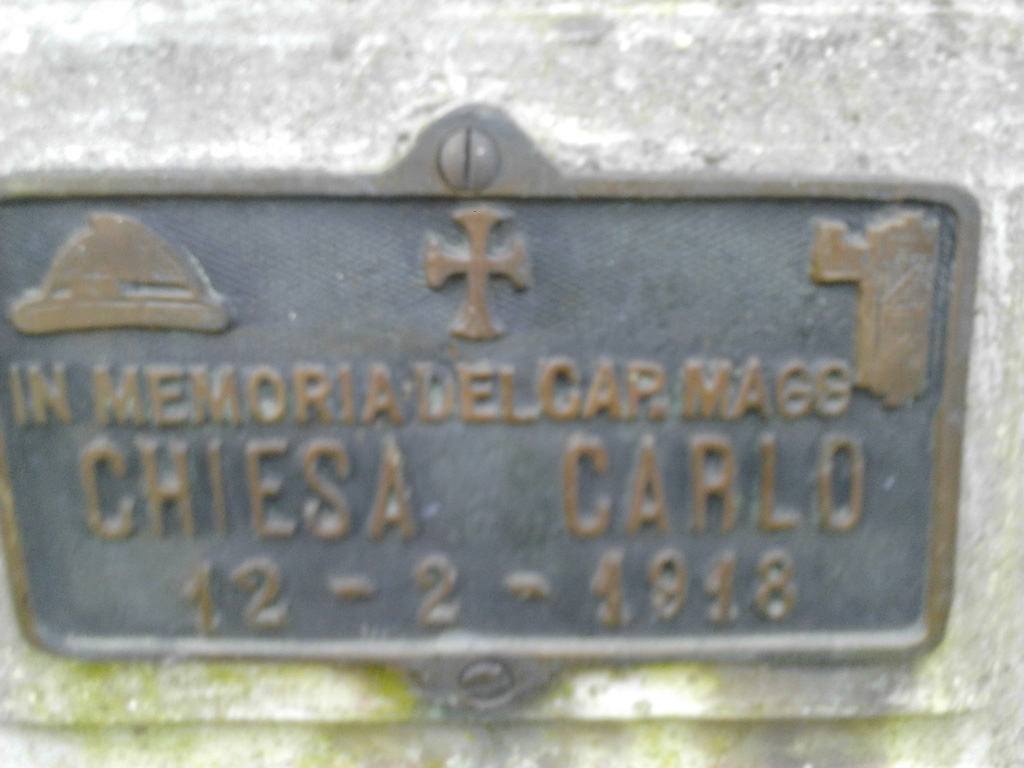 IN MEMORIA DEL CAP. MAGG
CHIESA CARLO
12-2-1918